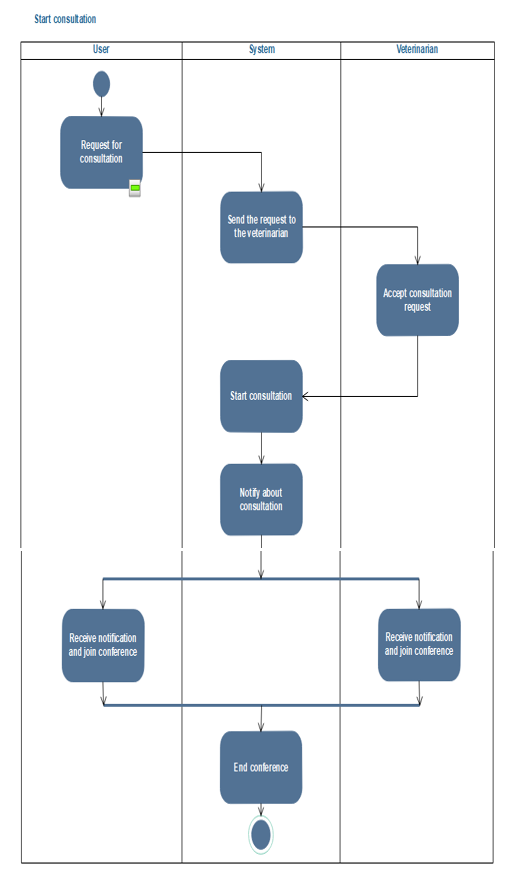 Start consultation
User
System
Veterinarian
Request for
consultation
Send the request to
the veterinarian
Accept consultation
request
Start consultation
Notify about
consultation
Receive notification
and join conference
Receive notification
and join conference
End conference